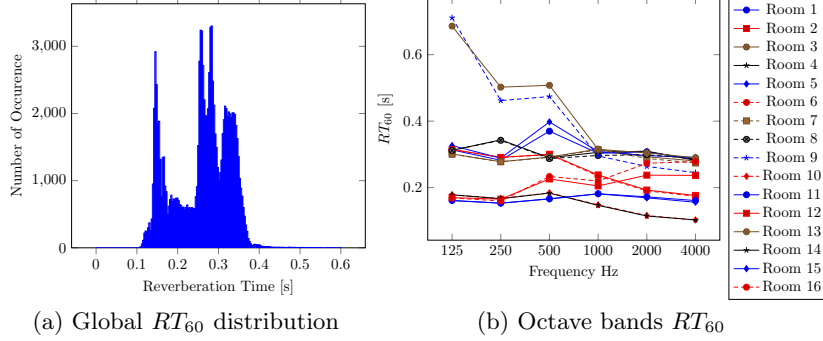 3,000
2,000
1,000
0
Number of Occurence
0
0.1
0.2
0.3
0.4
0.5
0.6
Reverberation Time [s]
(a) Global RT60 distribution
0.6
0.4
0.2
RT60 [s]
125
250
500
1000
2000
4000
Frequency Hz
(b) Octave bands RT60
Room 1
Room 2
Room 3
Room 4
Room 5
Room 6
Room 7
Room 8
Room 9
Room 10
Room 11
Room 12
Room 13
Room 14
Room 15
Room 16